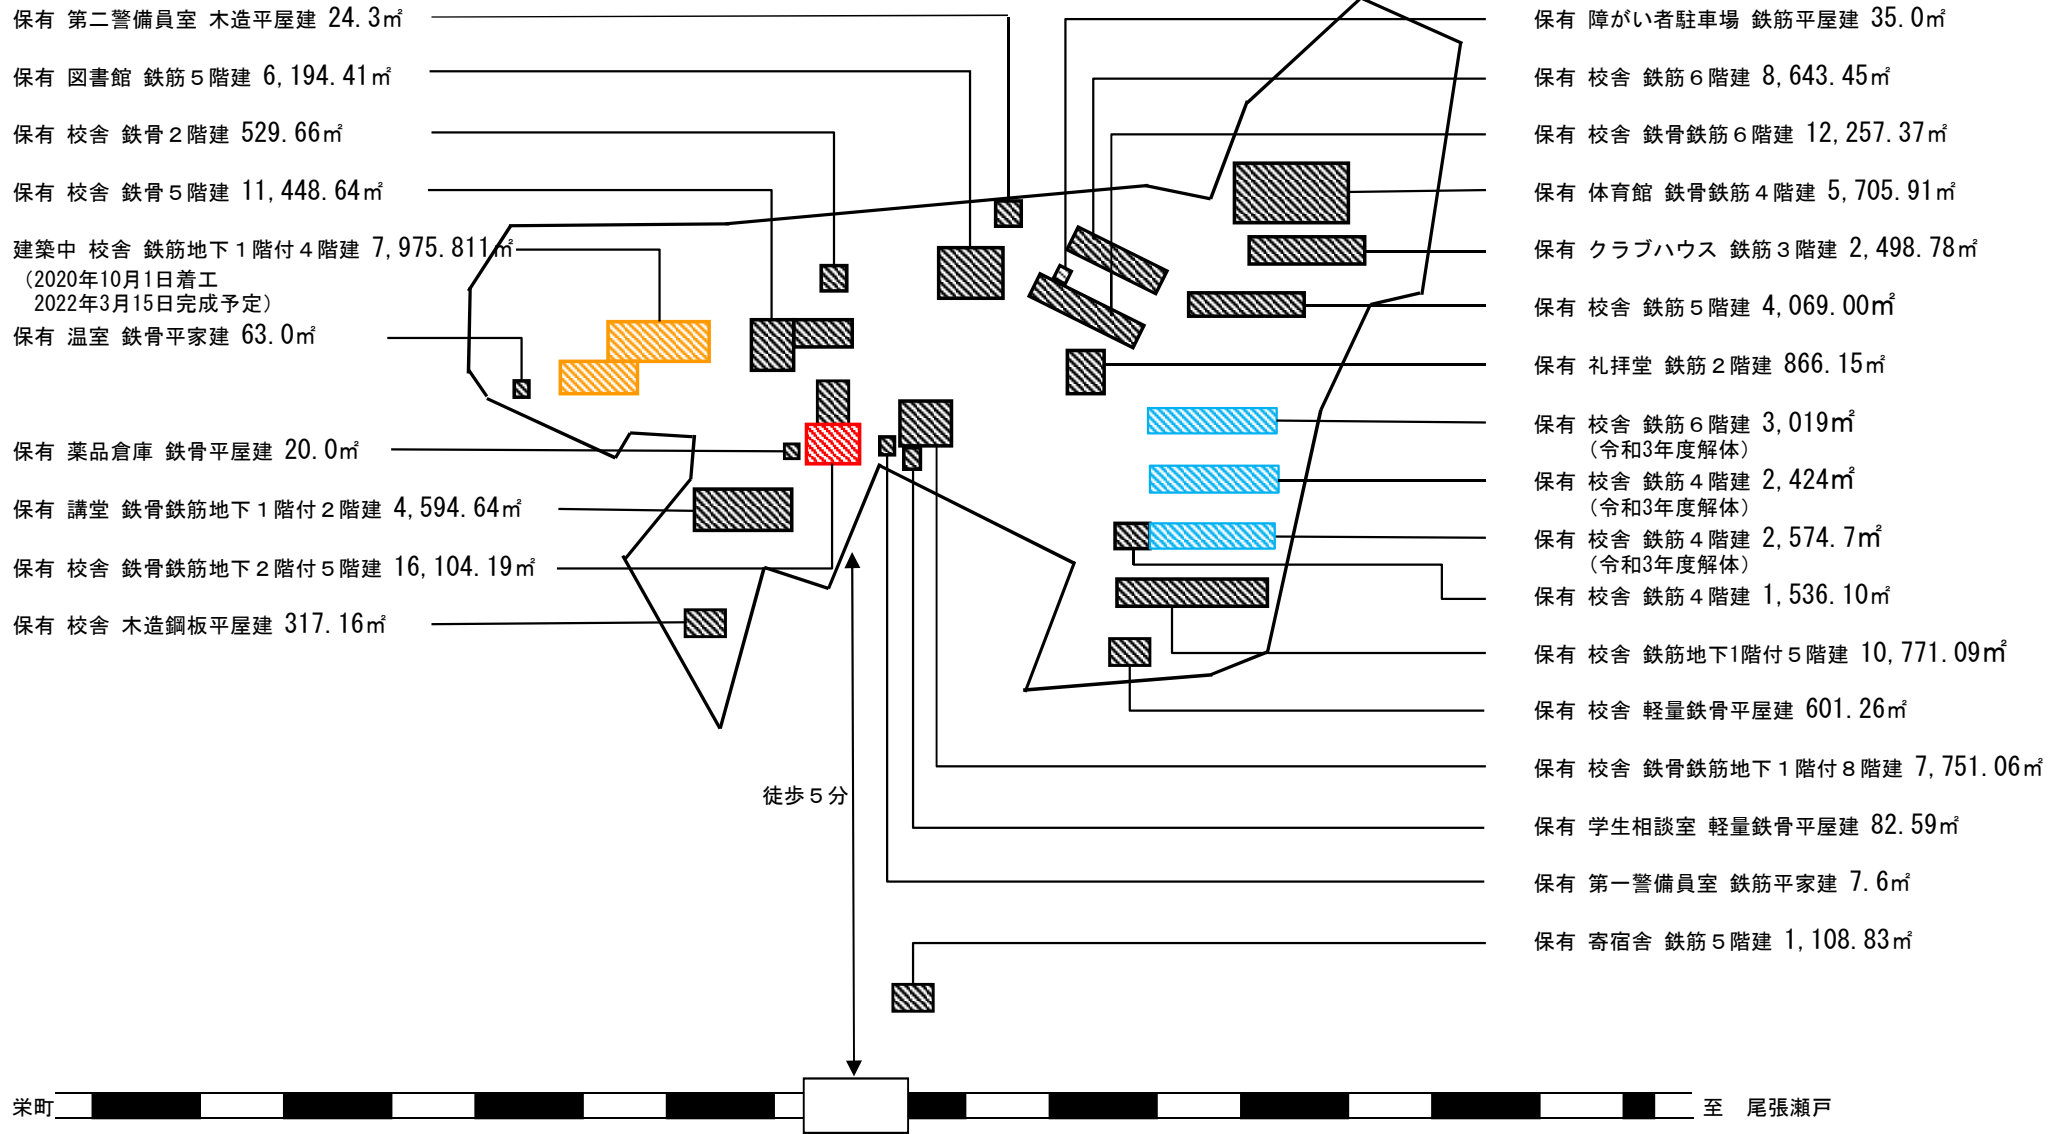 保有 第二警備員室 木造平屋建 24.3㎡
保有 図書館 鉄筋５階建 6,194.41㎡
保有 校舎 鉄骨２階建 529.66㎡
保有 校舎 鉄骨５階建 11,448.64㎡
建築中 校舎 鉄筋地下１階付４階建 7,975.811㎡
（2020年10月1日着工
2022年3月15日完成予定）
保有 温室 鉄骨平家建 63.0㎡
保有 薬品倉庫 鉄骨平屋建 20.0㎡
保有 講堂 鉄骨鉄筋地下１階付２階建 4,594.64㎡
保有 校舎 鉄骨鉄筋地下２階付５階建 16,104.19㎡
保有 校舎 木造鋼板平屋建 317.16㎡
保有 障がい者駐車場 鉄筋平屋建 35.0㎡
保有 校舎 鉄筋６階建 8,643.45㎡
保有 校舎 鉄骨鉄筋６階建 12,257.37㎡
保有 体育館 鉄骨鉄筋４階建 5,705.91㎡
保有 クラブハウス 鉄筋３階建 2,498.78㎡
保有 校舎 鉄筋５階建 4,069.00㎡
保有 礼拝堂 鉄筋２階建 866.15㎡
保有 校舎 鉄筋６階建 3,019㎡
（令和3年度解体）
保有 校舎 鉄筋４階建 2,424㎡
（令和3年度解体）
保有 校舎 鉄筋４階建 2,574.7㎡
（令和3年度解体）
保有 校舎 鉄筋４階建 1,536.10㎡
保有 校舎 鉄筋地下1階付５階建 10,771.09㎡
保有 校舎 軽量鉄骨平屋建 601.26㎡
保有 校舎 鉄骨鉄筋地下１階付８階建 7,751.06㎡
保有 学生相談室 軽量鉄骨平屋建 82.59㎡
保有 第一警備員室 鉄筋平家建 7.6㎡
保有 寄宿舎 鉄筋５階建 1,108.83㎡
徒歩５分
栄町
至　尾張瀬戸